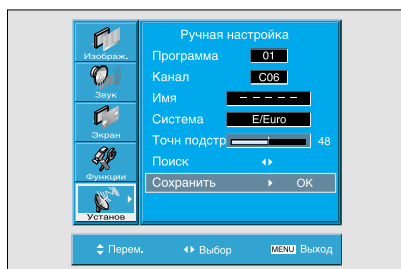 Ручная настройка
Изображ.
Звук
Экран
Функции
Установ
Программа 01
Канал C06
Имя – – – – –
Система E/Euro
Точн подстр 48
Поиск
Сохранить OK
Перем. Выбор MENU Выход